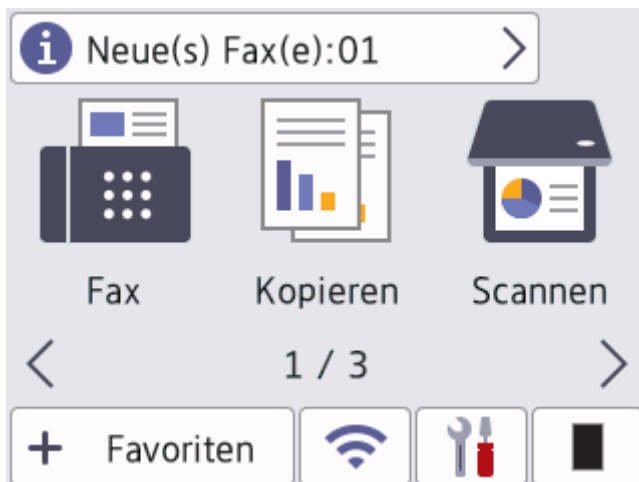 Neue(s) Fax(e):01
Fax
Kopieren
Scannen
1 / 3
Favoriten